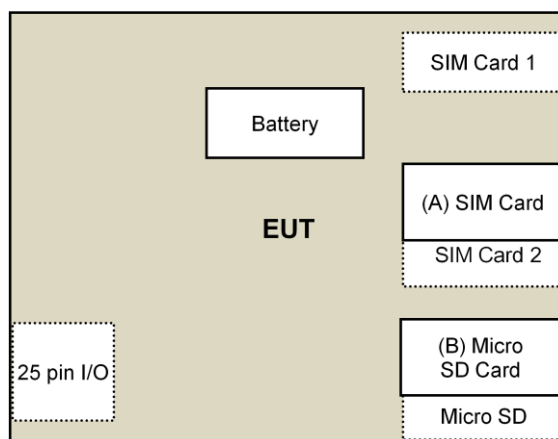 SIM Card 1
Battery
(A) SIM Card
EUT
SIM Card 2
(B) Micro
SD Card
25 pin I/O
Micro SD